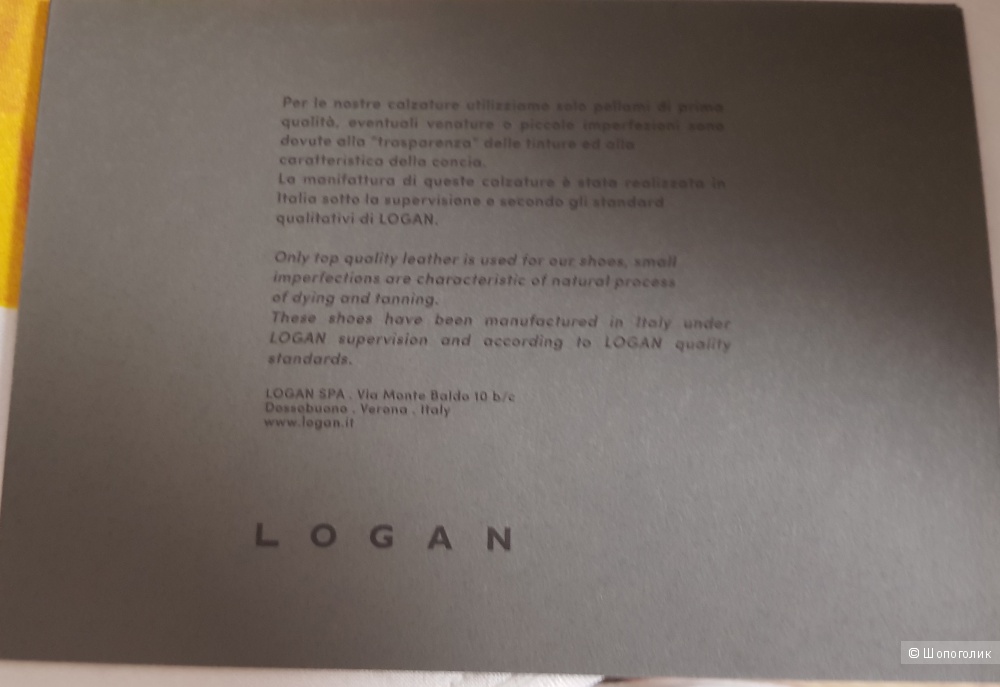 Per le nostre calzature utilizziamo solo pellami di prima
qualità, eventuali venature o piccole imperfezioni sono
dovute alla "trasparenza" delle tinture ed alla
caratteristica della concia.
La manifattura di queste calzature è stata realizzata in
Italia sotto la supervisione e secondo gli standard
qualitativi di LOGAN.
Only top quality leather is used for our shoes, small
imperfections are characteristic of natural process
of dying and tanning.
These shoes have been manufactured in Italy under
LOGAN supervision and according to LOGAN quality
standards.
LOGAN SPA . Via Monte Baldo 10 b/c
Dossobuono . Verona . Italy
www.logan.it
LOGAN
© Шопоголик